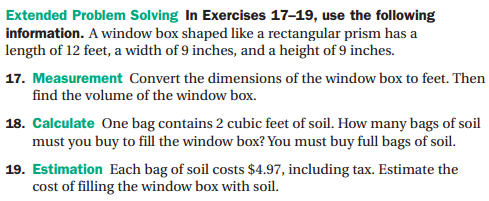 Extended Problem Solving In Exercises 17–19, use the following
information. A window box shaped like a rectangular prism has a
length of 12 feet, a width of 9 inches, and a height of 9 inches.
17. Measurement Convert the dimensions of the window box to feet. Then
find the volume of the window box.
18. Calculate One bag contains 2 cubic feet of soil. How many bags of soil
must you buy to fill the window box? You must buy full bags of soil.
19. Estimation Each bag of soil costs $4.97, including tax. Estimate the
cost of filling the window box with soil.